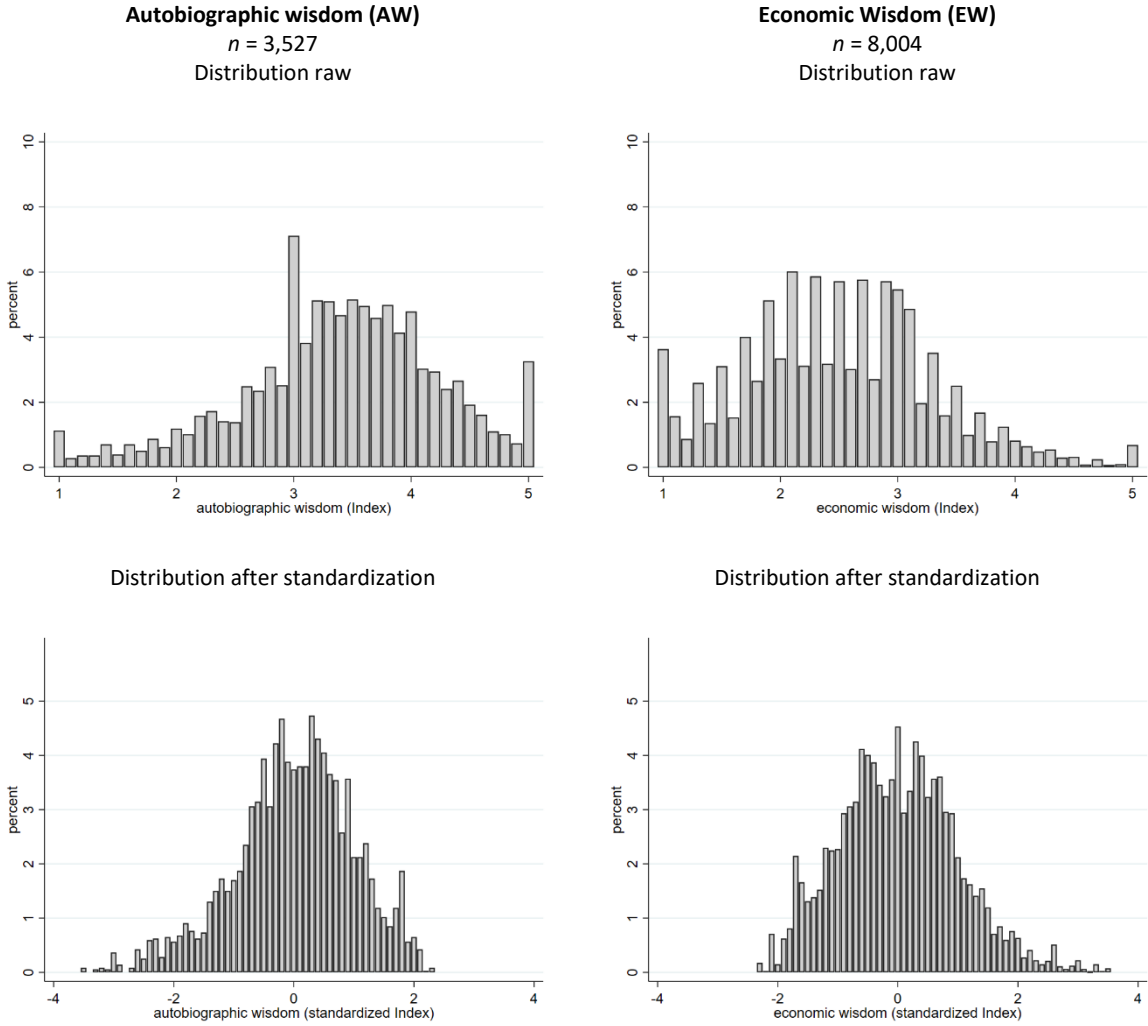 Autobiographic wisdom (AW)
n = 3,527
Distribution raw
10
8
6
4
2
0
percent
1 2 3 4 5
autobiographic wisdom (Index)
Economic Wisdom (EW)
n = 8,004
Distribution raw
10
8
6
4
2
0
percent
1 2 3 4 5
economic wisdom (Index)
Distribution after standardization
5
4
3
2
1
0
percent
-4 -2 0 2 4
autobiographic wisdom (standardized Index)
Distribution after standardization
5
4
3
2
1
0
percent
-4 -2 0 2 4
economic wisdom (standardized Index)